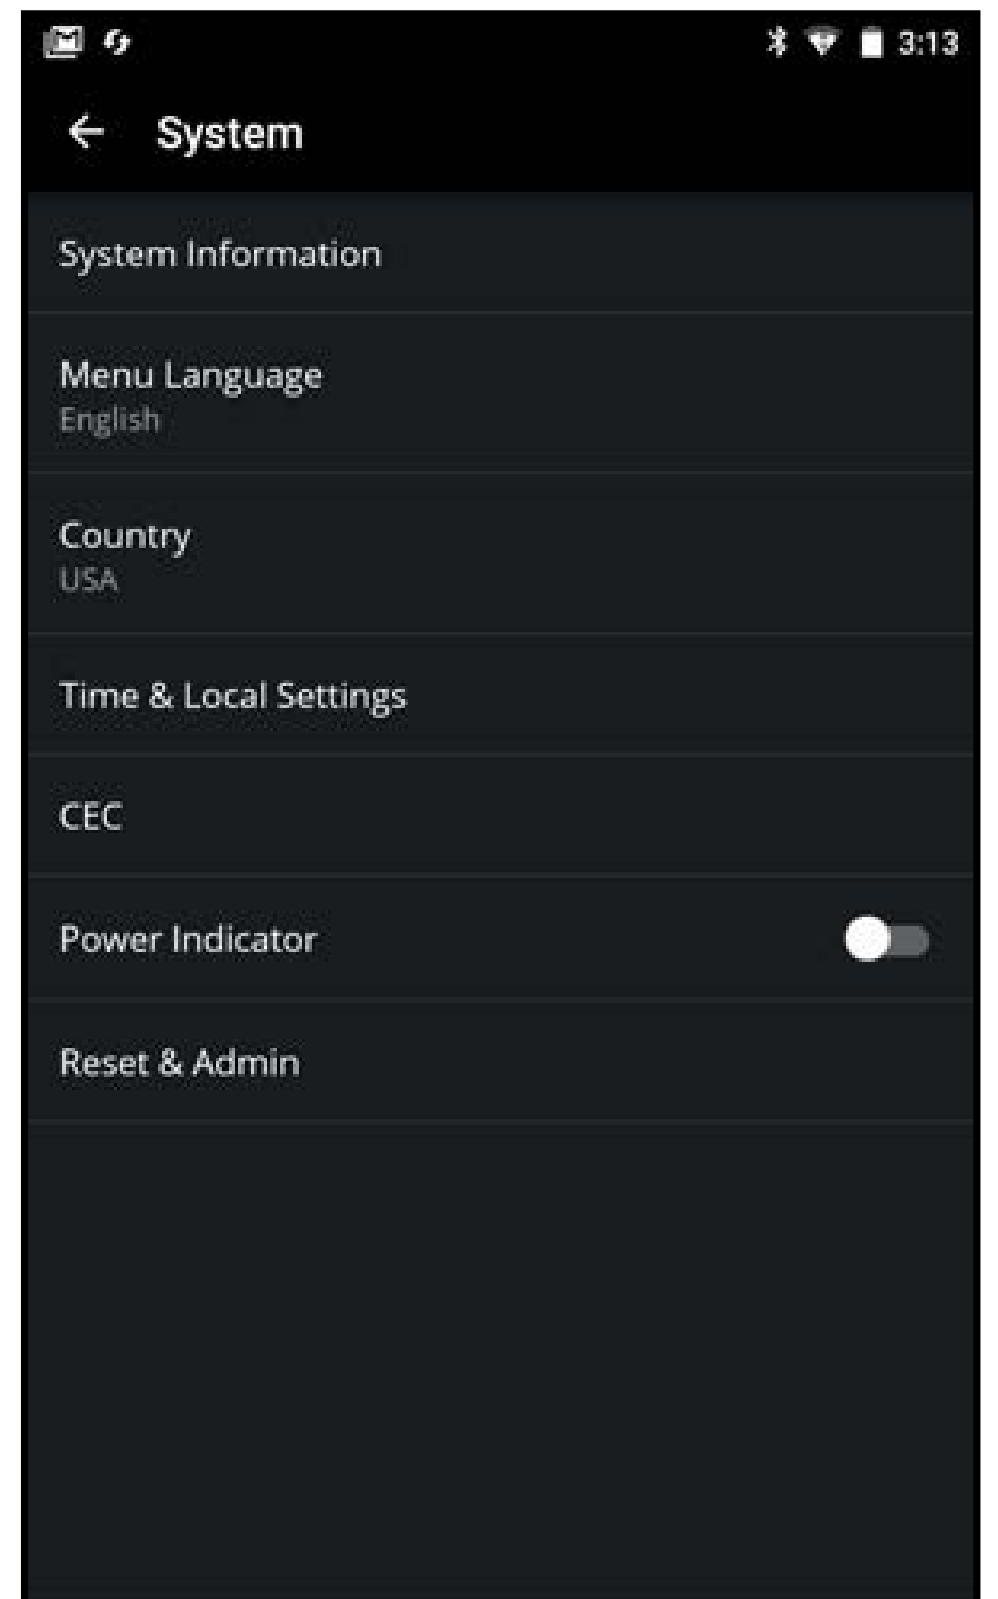 3:13
System
System Information
Menu Language
English
Country
USA
Time & Local Settings
CEC
Power Indicator
Reset & Admin